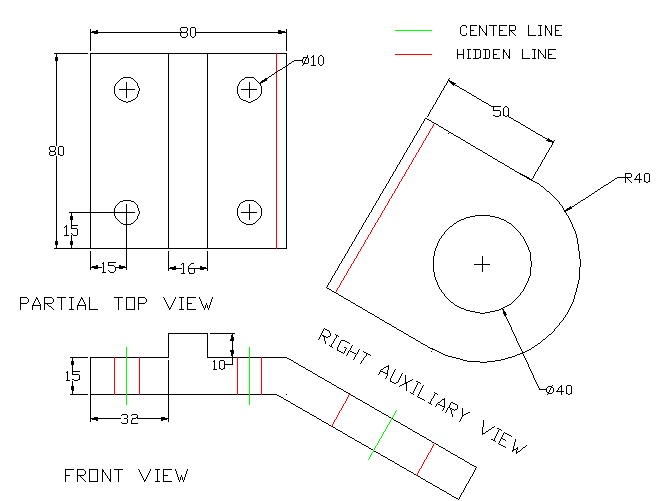 80
CENTER LINE
HIDDEN LINE
Ø10
50
80
R40
15
15
16
PARTIAL TOP VIEW
RIGHT AUXILIARY VIEW
10
15
Ø40
32
FRONT VIEW